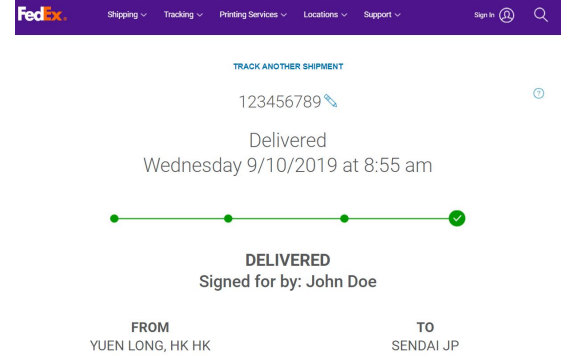 FedEx. Shipping Tracking Printing Services Locations Support Sign In
TRACK ANOTHER SHIPMENT
123456789
?
Delivered
Wednesday 9/10/2019 at 8:55 am
DELIVERED
Signed for by: John Doe
FROM TO
YUEN LONG, HK HK SENDAI JP